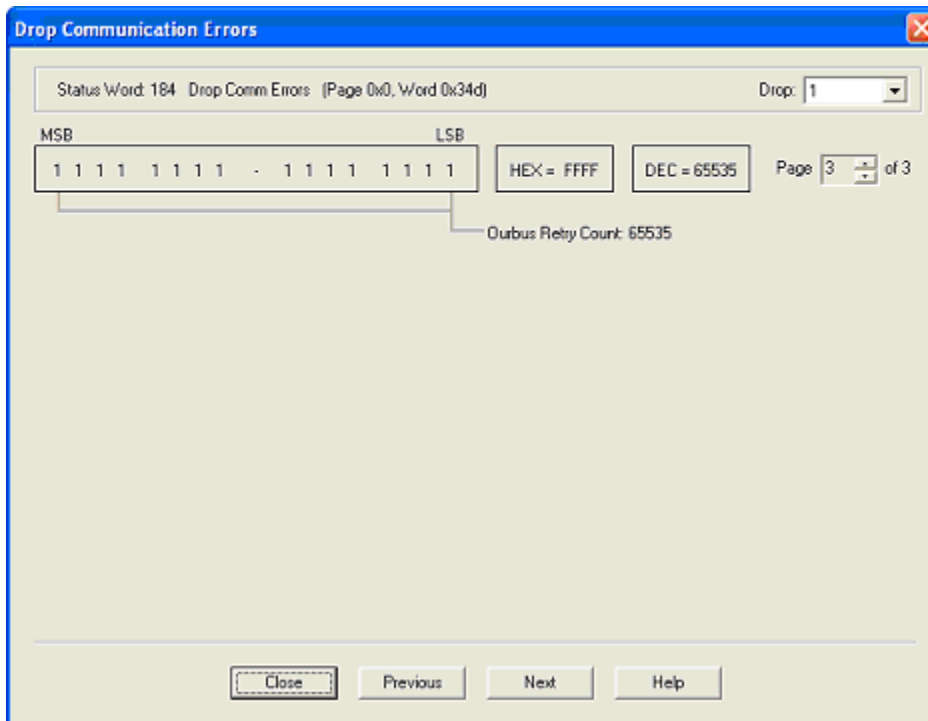 Drop Communication Errors
Status Word: 184 Drop Comm Errors (Page 0x0, Word 0x34d) Drop: 1
MSB LSB
1 1 1 1 1 1 1 1 - 1 1 1 1 1 1 1 1 HEX = FFFF DEC = 65535 Page 3 of 3
Ourbus Retry Count: 65535
Close Previous Next Help